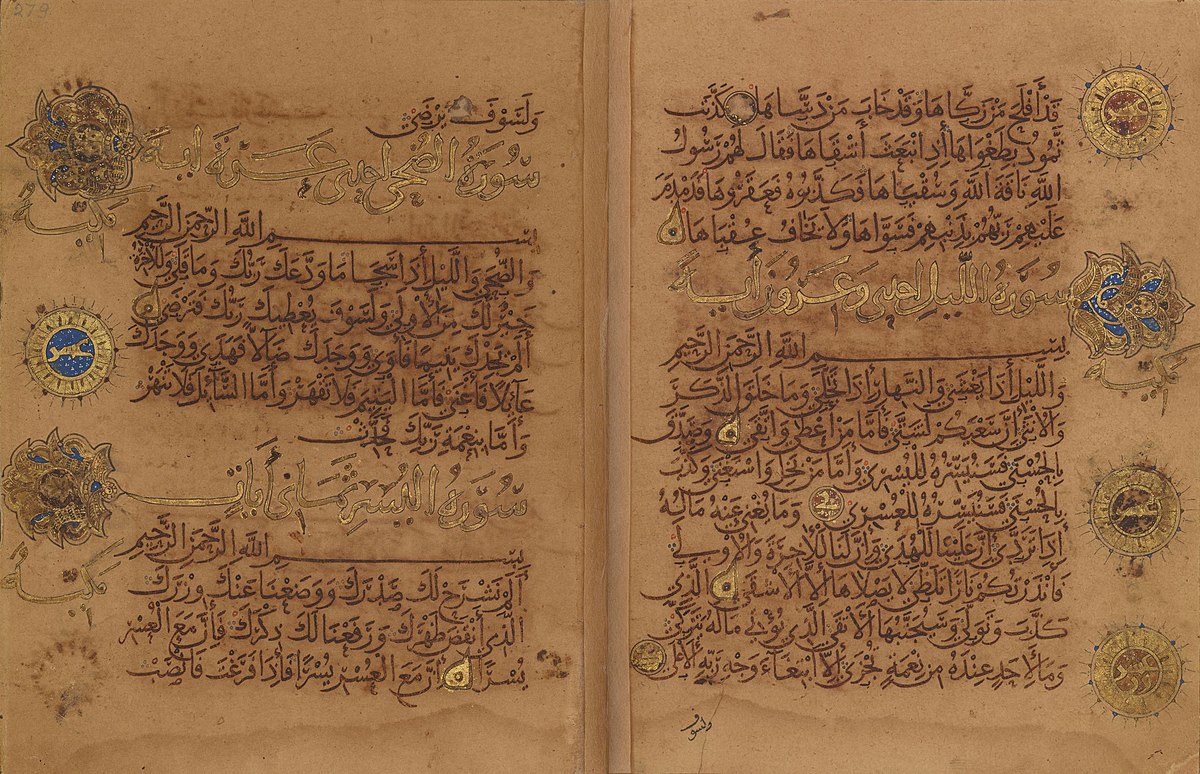 قد أفلح من زكاها وقد خاب من دساها كذبت
ثمود بطغواها إذ انبعث أشقاها فقال لهم رسول
الله ناقة الله وسقياها فكذبوه فعقروها فدمدم
عليهم ربهم بذنبهم فسواها ولا يخاف عقباها
سورة الليل احدى وعشرون آية
مكية
بسم الله الرحمن الرحيم
والليل إذا يغشى والنهار إذا تجلى وما خلق الذكر
والأنثى إن سعيكم لشتى فأما من أعطى واتقى وصدق
بالحسنى فسنيسره لليسرى وأما من بخل واستغنى وكذب
بالحسنى فسنيسره للعسرى وما يغني عنه ماله
إذا تردى إن علينا للهدى وإن لنا للآخرة والأولى
فأنذرتكم نارا تلظى لا يصلاها إلا الأشقى الذي
كذب وتولى وسيجنبها الأتقى الذي يؤتي ماله يتزكى
وما لأحد عنده من نعمة تجزى إلا ابتغاء وجه ربه الأعلى
ولسوف
عشر
عشر
279
ولسوف يرضى
سورة الضحى احدى عشرة آية
مكية
بسم الله الرحمن الرحيم
والضحى والليل إذا سجى ما ودعك ربك وما قلى وللآخرة
خير لك من الأولى ولسوف يعطيك ربك فترضى
ألم يجدك يتيما فآوى ووجدك ضالا فهدى ووجدك
عائلا فأغنى فأما اليتيم فلا تقهر وأما السائل فلا تنهر
وأما بنعمة ربك فحدث
عشر
سورة اليسر ثماني آيات
مكية
بسم الله الرحمن الرحيم
ألم نشرح لك صدرك ووضعنا عنك وزرك
الذي أنقض ظهرك ورفعنا لك ذكرك فإن مع العسر
يسرا إن مع العسر يسرا فإذا فرغت فانصب